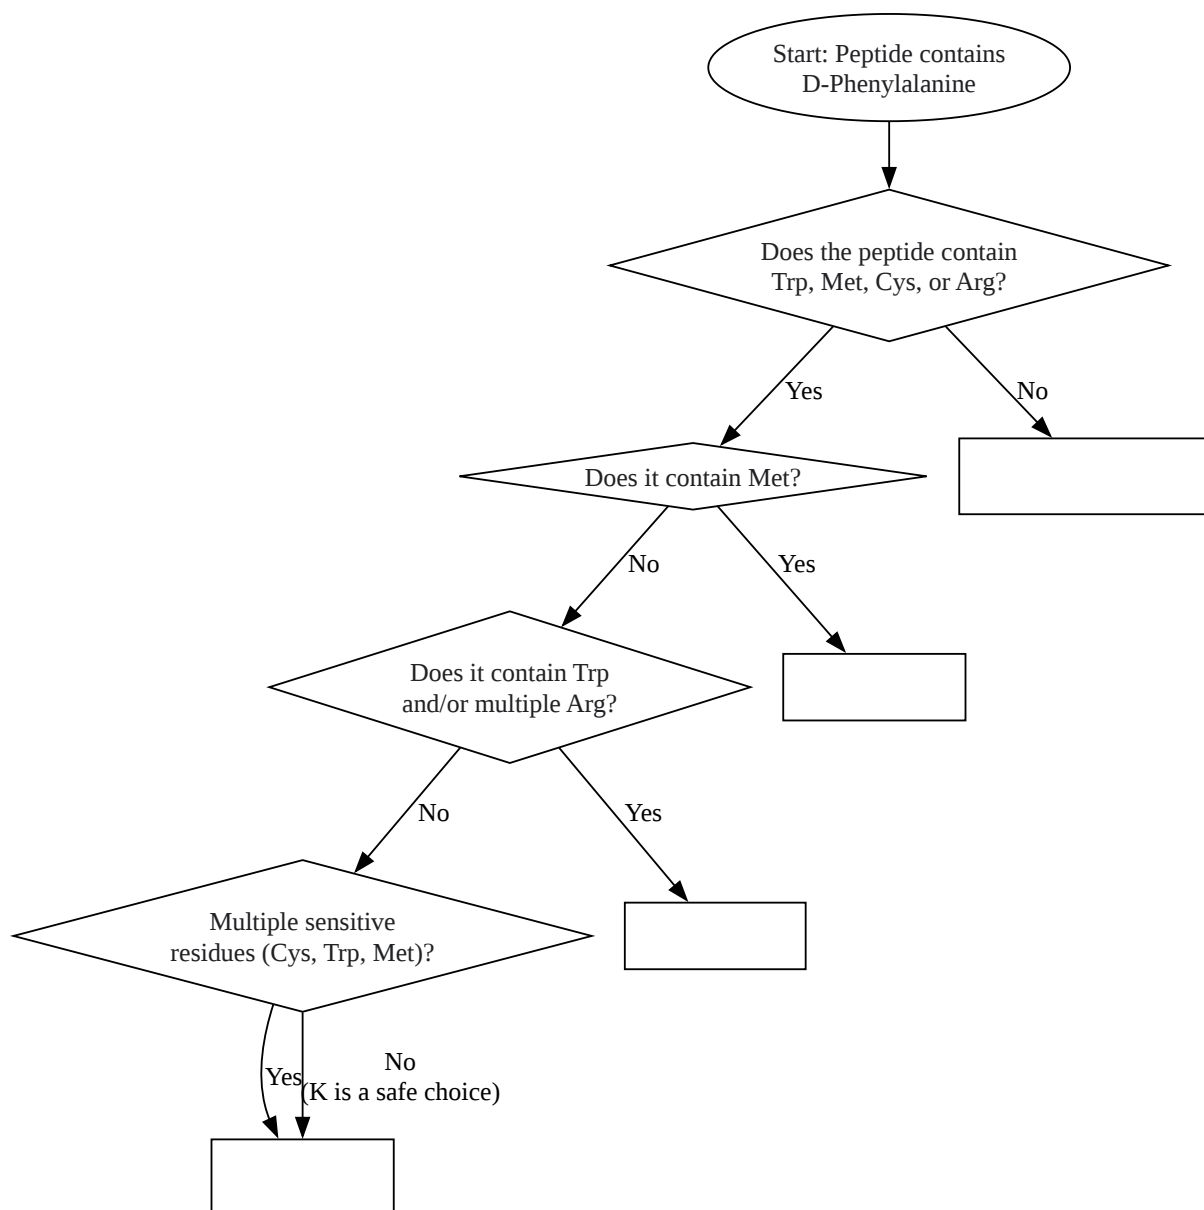 Start: Peptide contains
D-Phenylalanine
Does the peptide contain
Trp, Met, Cys, or Arg?
Yes
No
Does it contain Met?
No
Yes
Does it contain Trp
and/or multiple Arg?
No
Yes
Multiple sensitive
residues (Cys, Trp, Met)?
Yes
No
(K is a safe choice)